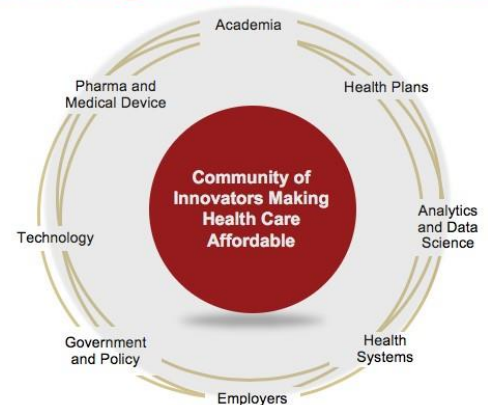 Academia
Pharma and
Medical Device
Health Plans
Community of
Innovators Making
Health Care
Affordable
Technology
Analytics
and Data
Science
Government
and Policy
Health
Systems
Employers